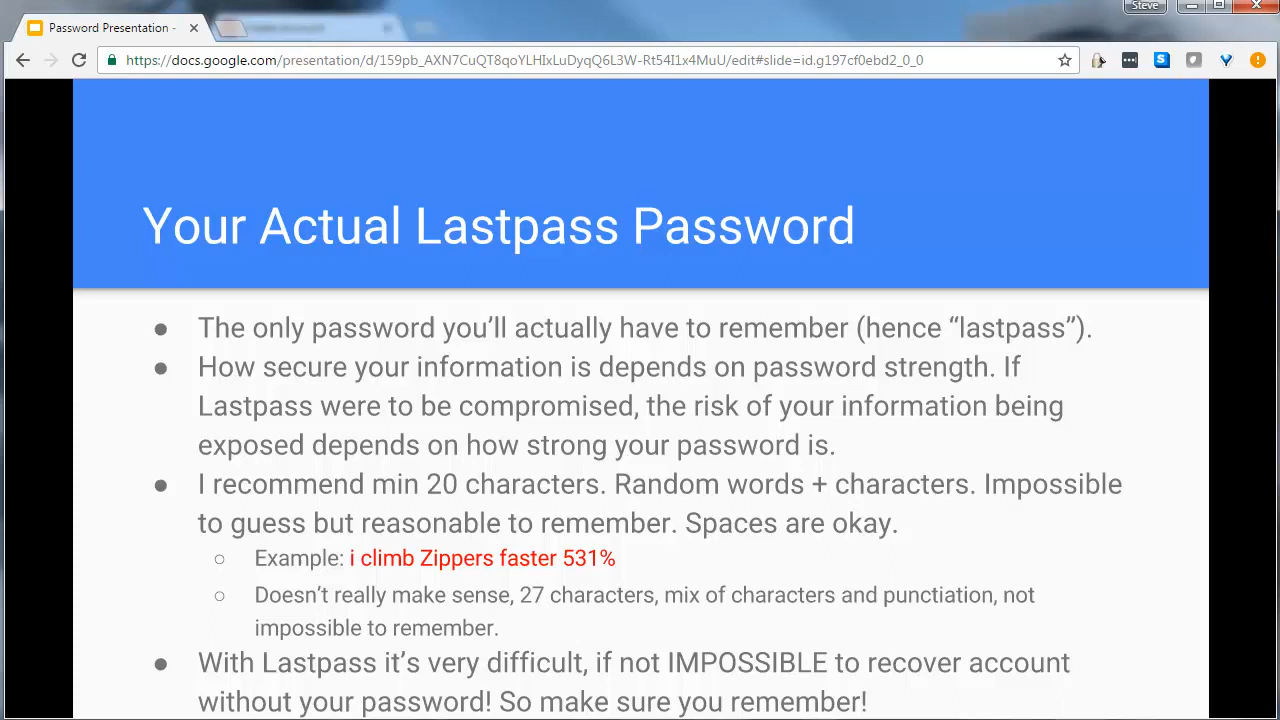 Steve
Password Presentation -
https://docs.google.com/presentation/d/159pb_AXN7CuQT8qoYLHIxLuDyqQ6L3W-Rt54I1x4MuU/edit#slide=id.g197cf0ebd2_0_0
Your Actual Lastpass Password
● The only password you’ll actually have to remember (hence “lastpass”).
● How secure your information is depends on password strength. If
Lastpass were to be compromised, the risk of your information being
exposed depends on how strong your password is.
● I recommend min 20 characters. Random words + characters. Impossible
to guess but reasonable to remember. Spaces are okay.
○ Example: i climb Zippers faster 531%
○ Doesn’t really make sense, 27 characters, mix of characters and punctiation, not
impossible to remember.
● With Lastpass it’s very difficult, if not IMPOSSIBLE to recover account
without your password! So make sure you remember!